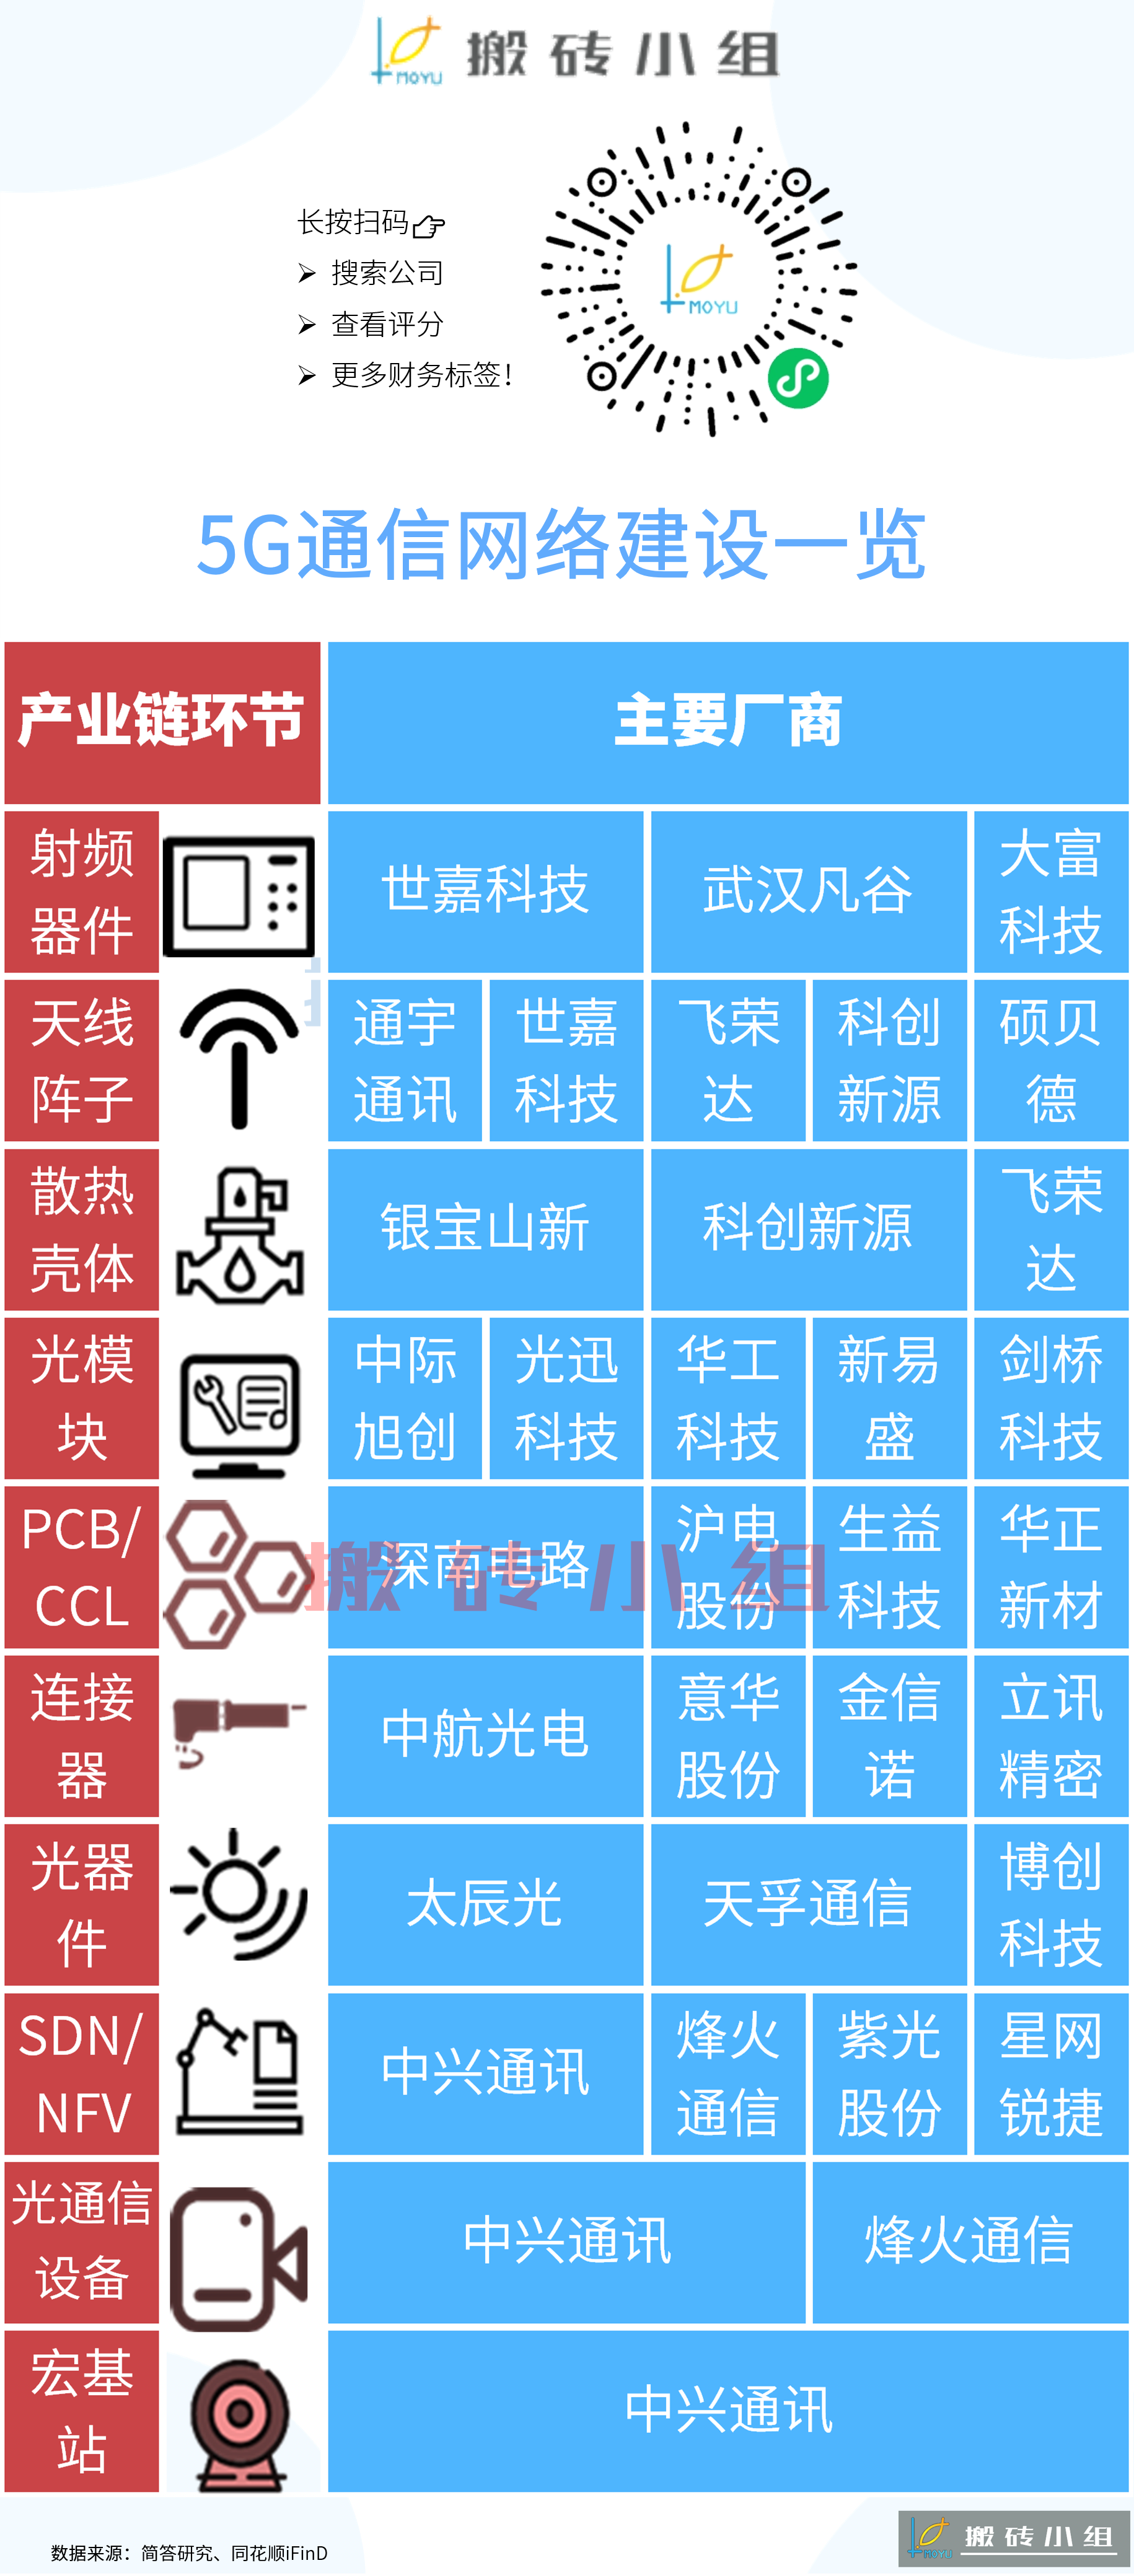 MOYU 搬砖小组
长按扫码
搜索公司
查看评分
更多财务标签！
MOYU
5G通信网络建设一览
产业链环节
主要厂商
射频
器件
世嘉科技
武汉凡谷
大富
科技
天线
阵子
通宇
通讯
世嘉
科技
飞荣
达
科创
新源
硕贝
德
散热
壳体
银宝山新
科创新源
飞荣
达
光模
块
中际
旭创
光迅
科技
华工
科技
新易
盛
剑桥
科技
PCB/
CCL
深南电路
沪电
股份
生益
科技
华正
新材
搬砖小组
连接
器
中航光电
意华
股份
金信
诺
立讯
精密
光器
件
太辰光
天孚通信
博创
科技
SDN/
NFV
中兴通讯
烽火
通信
紫光
股份
星网
锐捷
光通信
设备
中兴通讯
烽火通信
宏基
站
中兴通讯
数据来源：简答研究、同花顺iFinD
MOYU 搬砖小组